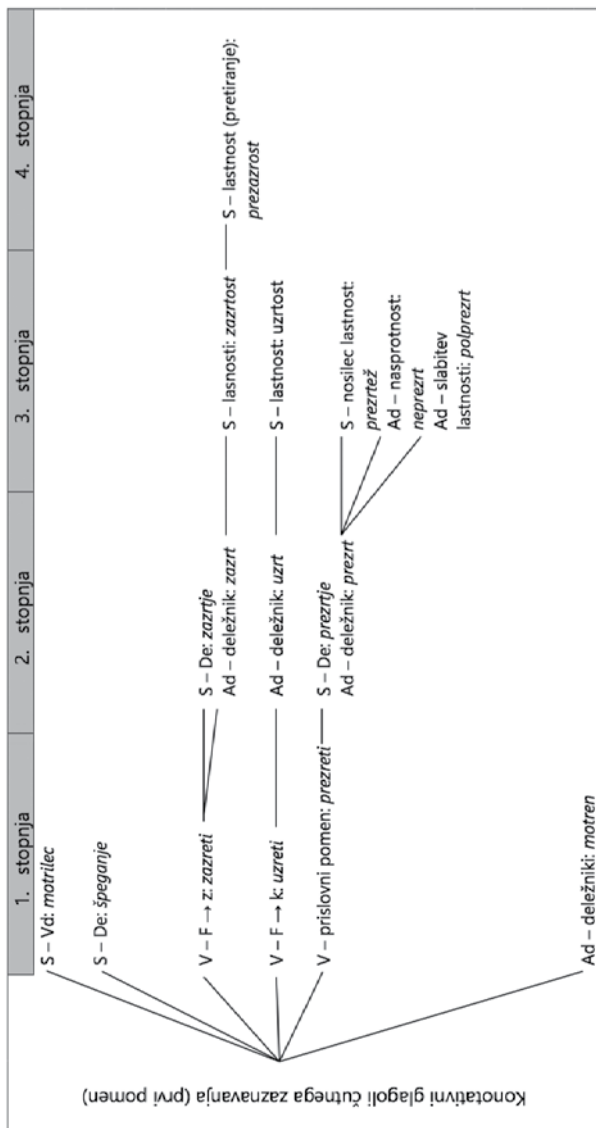 1. stopnja
2. stopnja
3. stopnja
4. stopnja
Konotativni glagoli čutnega zaznavanja (prvi pomen)
S – Vd: motrilec
S – De: špeganje
V – F → z: zazreti
S – De: zazrtje
Ad – deležnik: zazrt
S – lasnosti: zazrtost
S – lastnost (pretiranje):
prezazrost
V – F → k: uzreti
Ad – deležnik: uzrt
S – lastnost: uzrtost
V – prislovni pomen: prezreti
S – De: prezrtje
Ad – deležnik: prezrt
S – nosilec lastnost:
prezrtež
Ad – nasprotnost:
neprezrt
Ad – slabitev
lastnosti: polprezrt
Ad – deležniki: motren